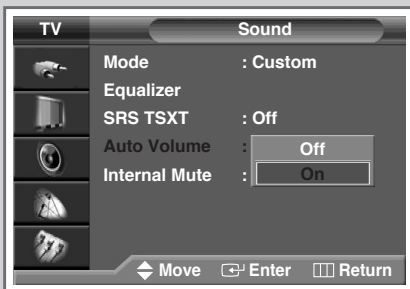 TV Sound
Mode : Custom
Equalizer
SRS TSXT : Off
Auto Volume : Off
Internal Mute : On
Move Enter Return